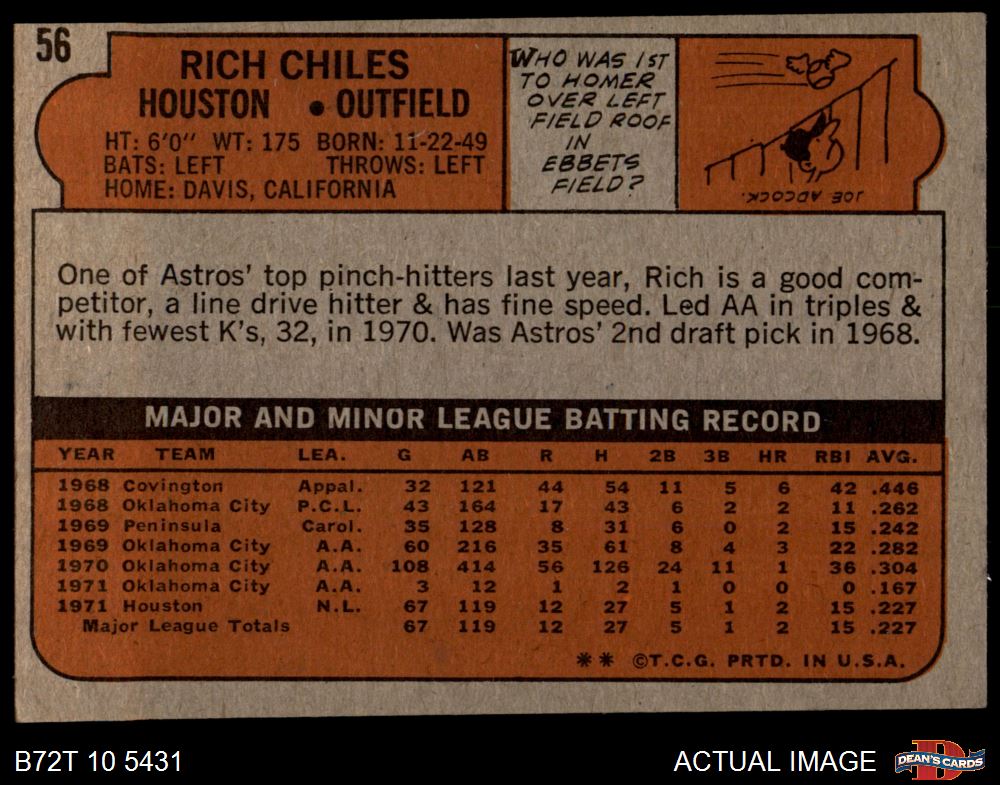 56
RICH CHILES
HOUSTON • OUTFIELD
HT: 6'0" WT: 175 BORN: 11-22-49
BATS: LEFT THROWS: LEFT
HOME: DAVIS, CALIFORNIA
WHO WAS 1ST
TO HOMER
OVER LEFT
FIELD ROOF
IN
EBBETS
FIELD?
JOE ADCOCK.
One of Astros' top pinch-hitters last year, Rich is a good com-
petitor, a line drive hitter & has fine speed. Led AA in triples &
with fewest K's, 32, in 1970. Was Astros' 2nd draft pick in 1968.
MAJOR AND MINOR LEAGUE BATTING RECORD
YEAR TEAM LEA. G AB R H 2B 3B HR RBI AVG.
1968 Covington Appal. 32 121 44 54 11 5 6 42 .446
1968 Oklahoma City P.C.L. 43 164 17 43 6 2 2 11 .262
1969 Peninsula Carol. 35 128 8 31 6 0 2 15 .242
1969 Oklahoma City A.A. 60 216 35 61 8 4 3 22 .282
1970 Oklahoma City A.A. 108 414 56 126 24 11 1 36 .304
1971 Oklahoma City A.A. 3 12 1 2 1 0 0 0 .167
1971 Houston N.L. 67 119 12 27 5 1 2 15 .227
Major League Totals 67 119 12 27 5 1 2 15 .227
** ©T.C.G. PRTD. IN U.S.A.
B72T 10 5431
ACTUAL IMAGE
D
DEAN'S CARDS